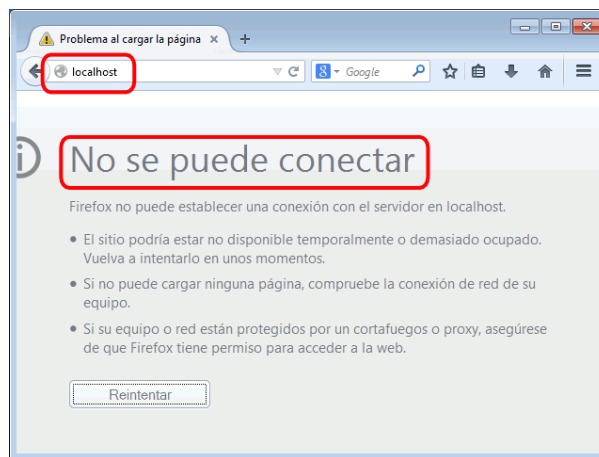 Problema al cargar la página
localhost
Google
No se puede conectar
Firefox no puede establecer una conexión con el servidor en localhost.
El sitio podría estar no disponible temporalmente o demasiado ocupado.
Vuelva a intentarlo en unos momentos.
Si no puede cargar ninguna página, compruebe la conexión de red de su
equipo.
Si su equipo o red están protegidos por un cortafuegos o proxy, asegúrese
de que Firefox tiene permiso para acceder a la web.
Reintentar